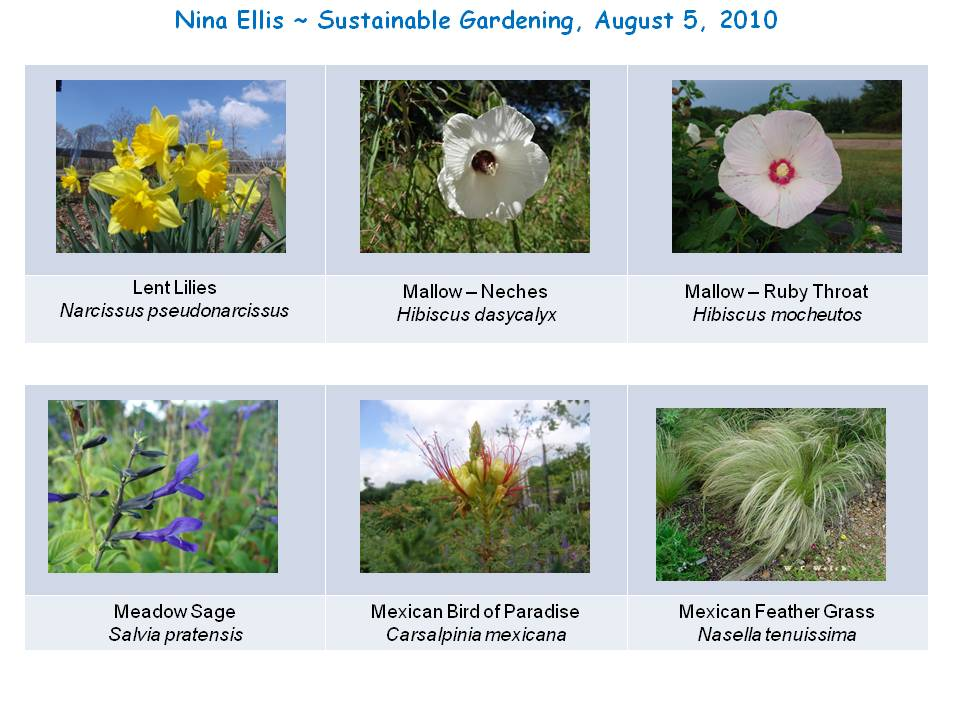 Nina Ellis ~ Sustainable Gardening, August 5, 2010
Lent Lilies
Narcissus pseudonarcissus
Mallow – Neches
Hibiscus dasycalyx
Mallow – Ruby Throat
Hibiscus mocheutos
W C Welch
Meadow Sage
Salvia pratensis
Mexican Bird of Paradise
Carsalpinia mexicana
Mexican Feather Grass
Nasella tenuissima